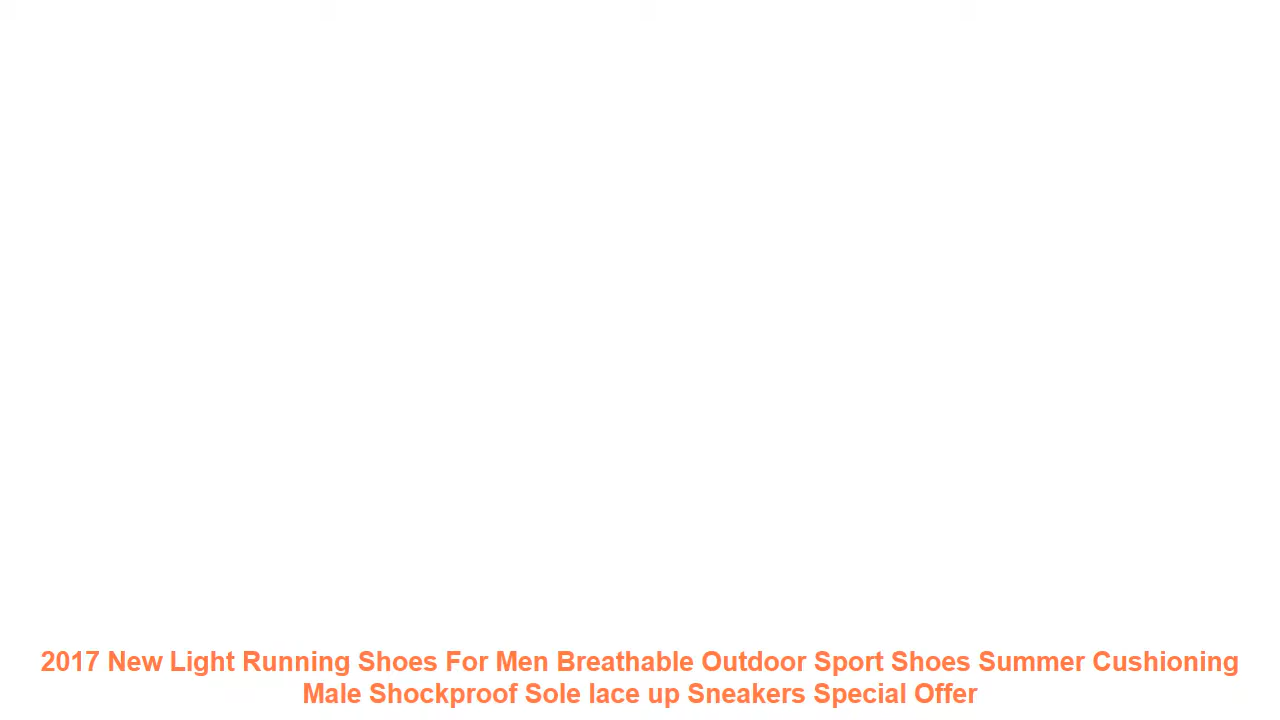 2017 New Light Running Shoes For Men Breathable Outdoor Sport Shoes Summer Cushioning
Male Shockproof Sole lace up Sneakers Special Offer